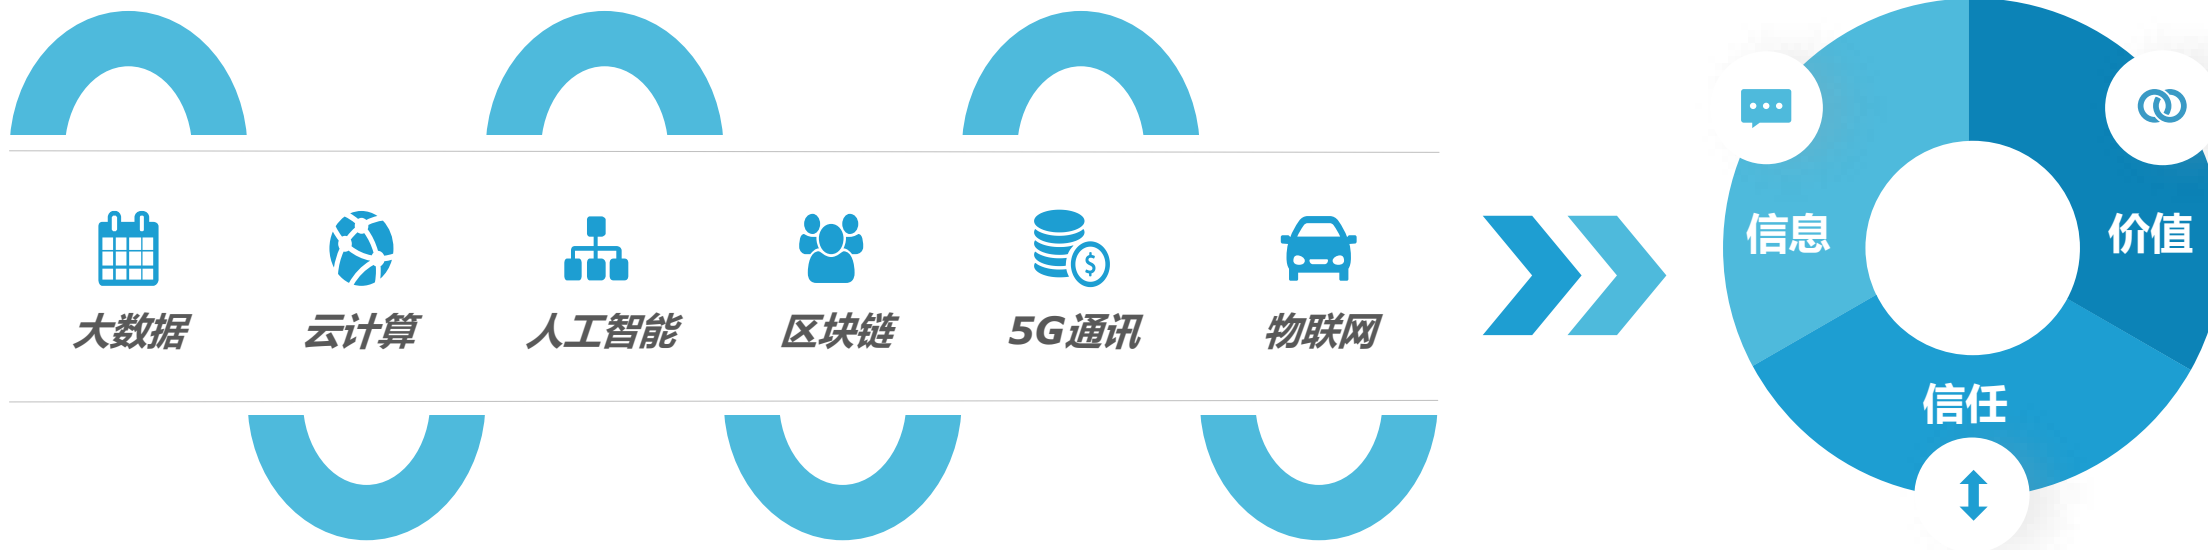 大数据
云计算
人工智能
区块链
5G通讯
物联网
信息
价值
信任